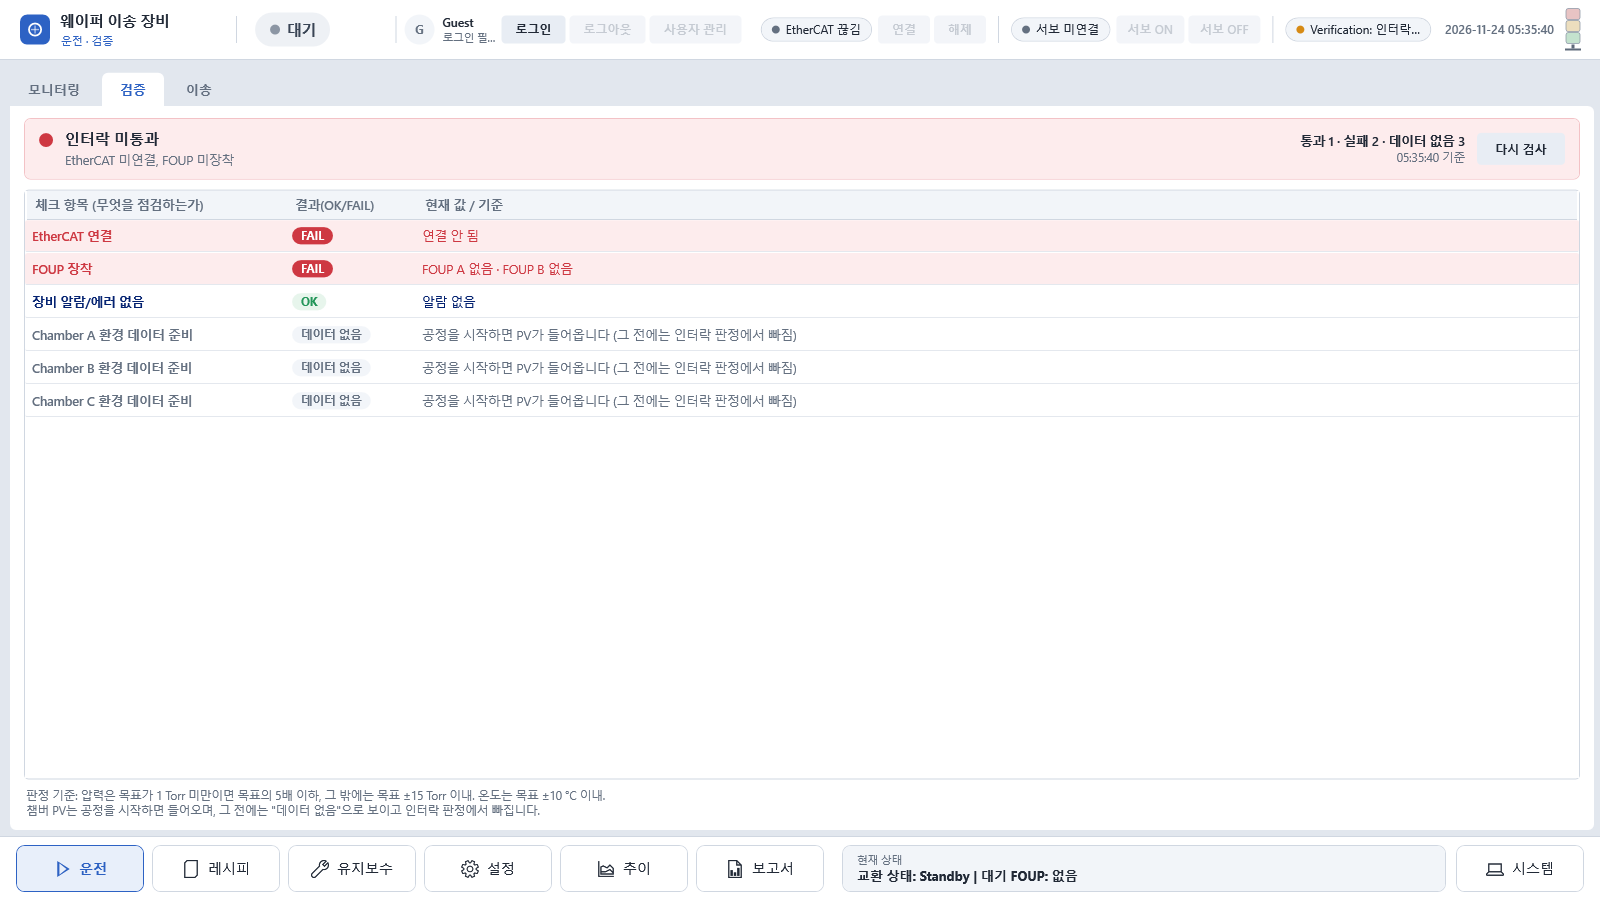 웨이퍼 이송 장비
운전 · 검증
대기
G
Guest
로그인 필...
로그인
로그아웃
사용자 관리
EtherCAT 끊김
연결
해제
서보 미연결
서보 ON
서보 OFF
Verification: 인터락...
2026-11-24 05:35:40
모니터링
검증
이송
인터락 미통과
EtherCAT 미연결, FOUP 미장착
통과 1 · 실패 2 · 데이터 없음 3
05:35:40 기준
다시 검사
체크 항목 (무엇을 점검하는가) 결과(OK/FAIL) 현재 값 / 기준
EtherCAT 연결 FAIL 연결 안 됨
FOUP 장착 FAIL FOUP A 없음 · FOUP B 없음
장비 알람/에러 없음 OK 알람 없음
Chamber A 환경 데이터 준비 데이터 없음 공정을 시작하면 PV가 들어옵니다 (그 전에는 인터락 판정에서 빠짐)
Chamber B 환경 데이터 준비 데이터 없음 공정을 시작하면 PV가 들어옵니다 (그 전에는 인터락 판정에서 빠짐)
Chamber C 환경 데이터 준비 데이터 없음 공정을 시작하면 PV가 들어옵니다 (그 전에는 인터락 판정에서 빠짐)
판정 기준: 압력은 목표가 1 Torr 미만이면 목표의 5배 이하, 그 밖에는 목표 ±15 Torr 이내. 온도는 목표 ±10 °C 이내.
챔버 PV는 공정을 시작하면 들어오며, 그 전에는 "데이터 없음"으로 보이고 인터락 판정에서 빠집니다.
운전
레시피
유지보수
설정
추이
보고서
현재 상태
교환 상태: Standby | 대기 FOUP: 없음
시스템